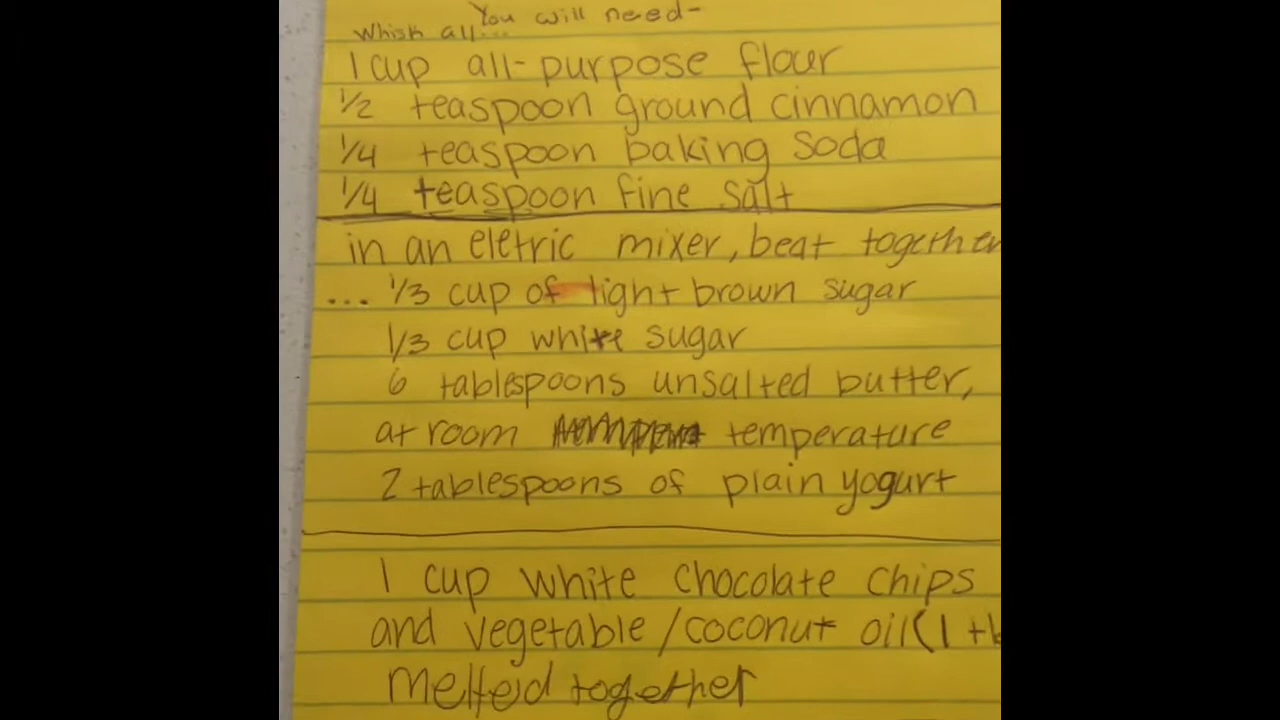 You will need-
Whisk all...
1 cup all-purpose flour
1/2 teaspoon ground cinnamon
1/4 teaspoon baking soda
1/4 teaspoon fine salt
in an eletric mixer, beat together
... 1/3 cup of light brown sugar
1/3 cup white sugar
6 tablespoons unsalted butter,
at room temperature
2 tablespoons of plain yogurt
1 cup white chocolate chips
and vegetable/coconut oil(1 tb
melteid together